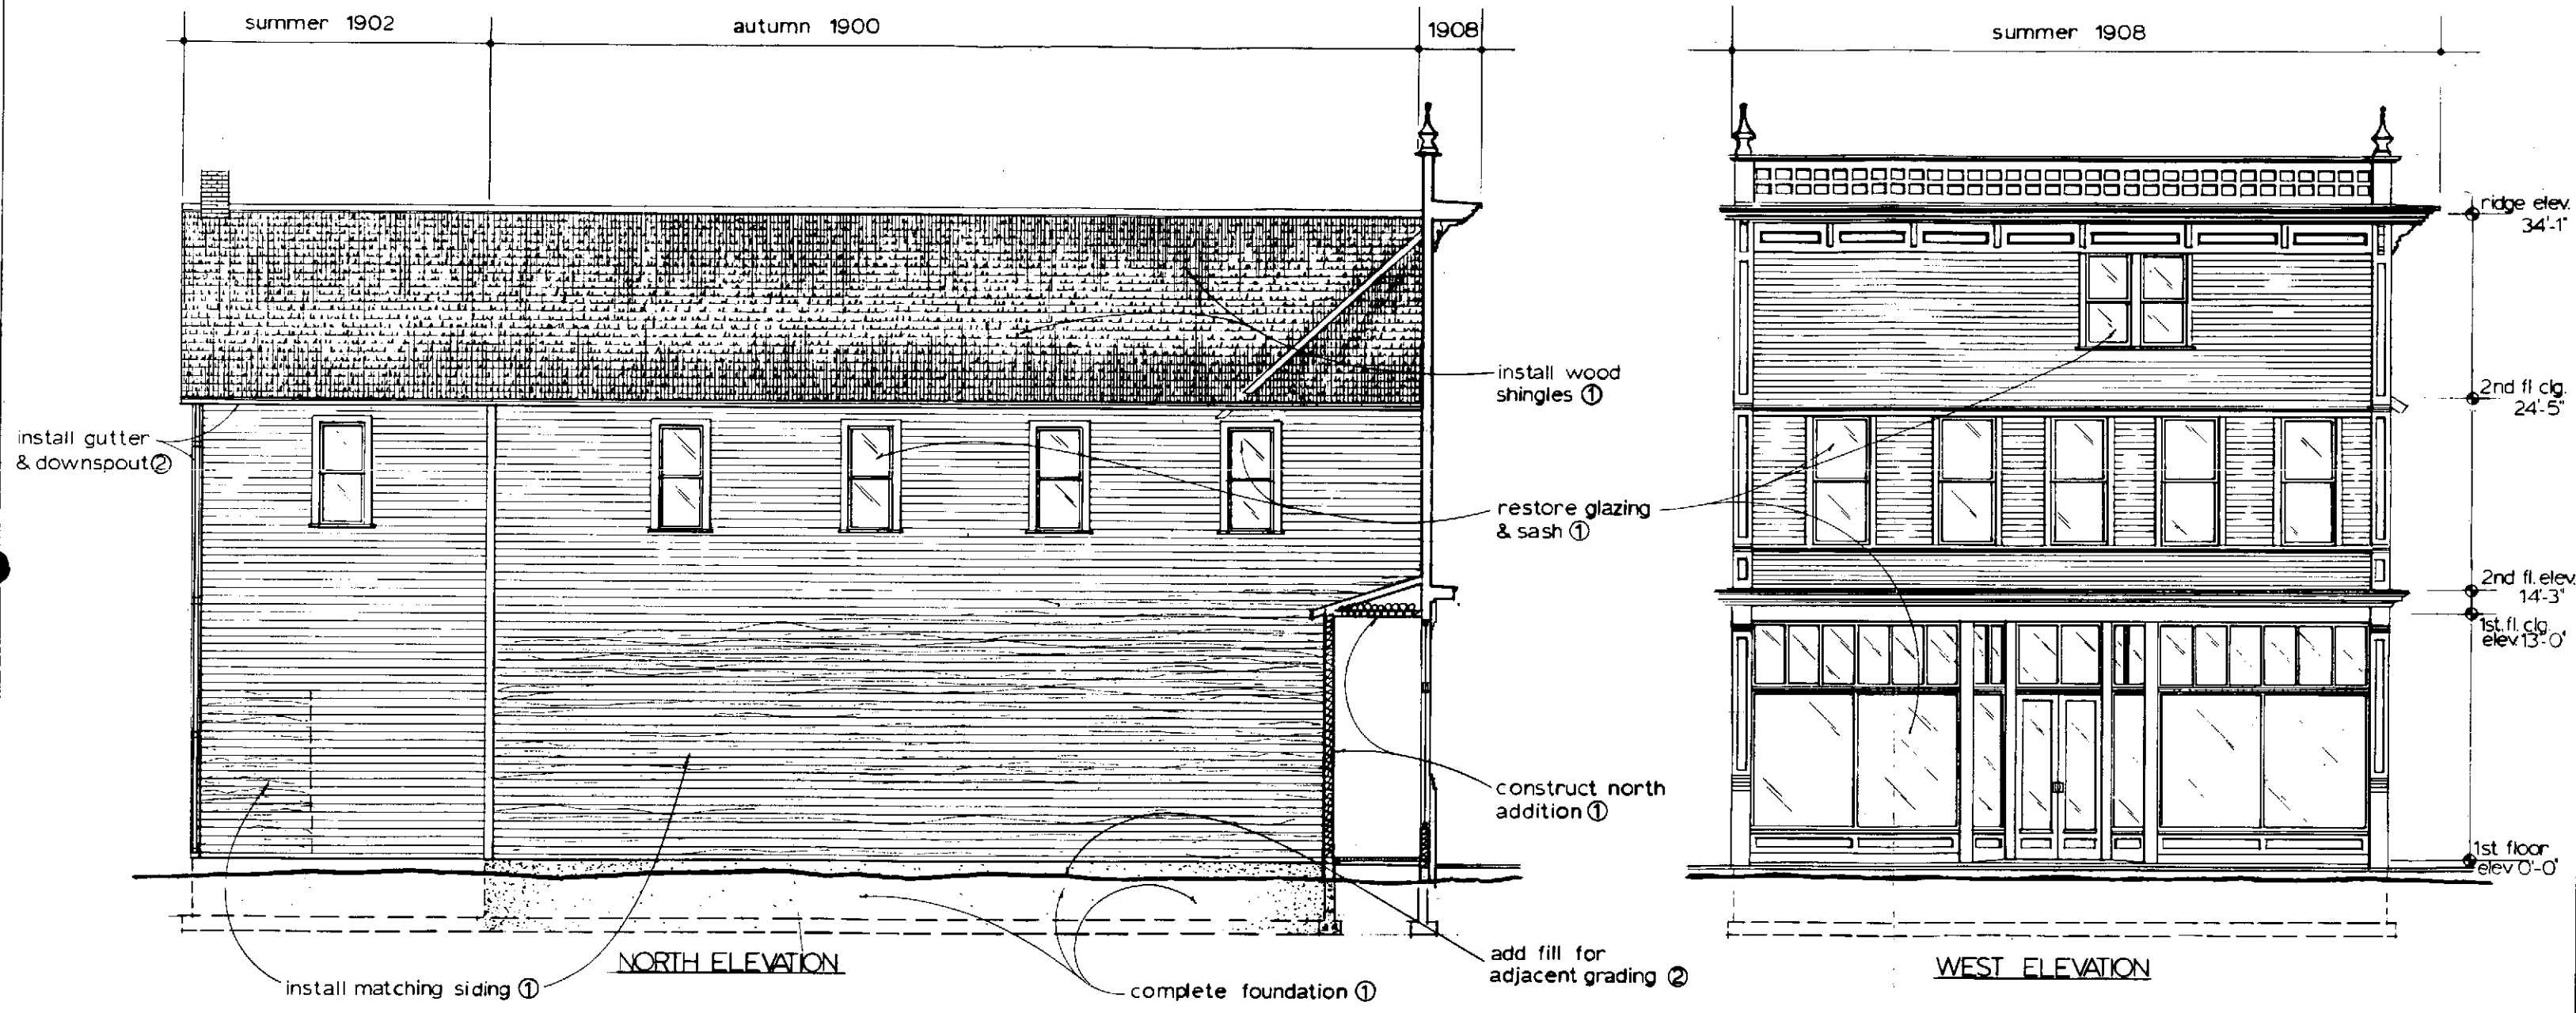 summer 1902
autumn 1900
1908
summer 1908
ridge elev.
34'-1"
install wood
shingles ①
2nd fl clg.
24'-5"
install gutter
& downspout ②
restore glazing
& sash ①
2nd fl. elev.
14'-3"
1st. fl. clg.
elev. 13'-0"
construct north
addition ①
1st floor
elev 0'-0"
NORTH ELEVATION
add fill for
adjacent grading ②
WEST ELEVATION
install matching siding ①
complete foundation ①